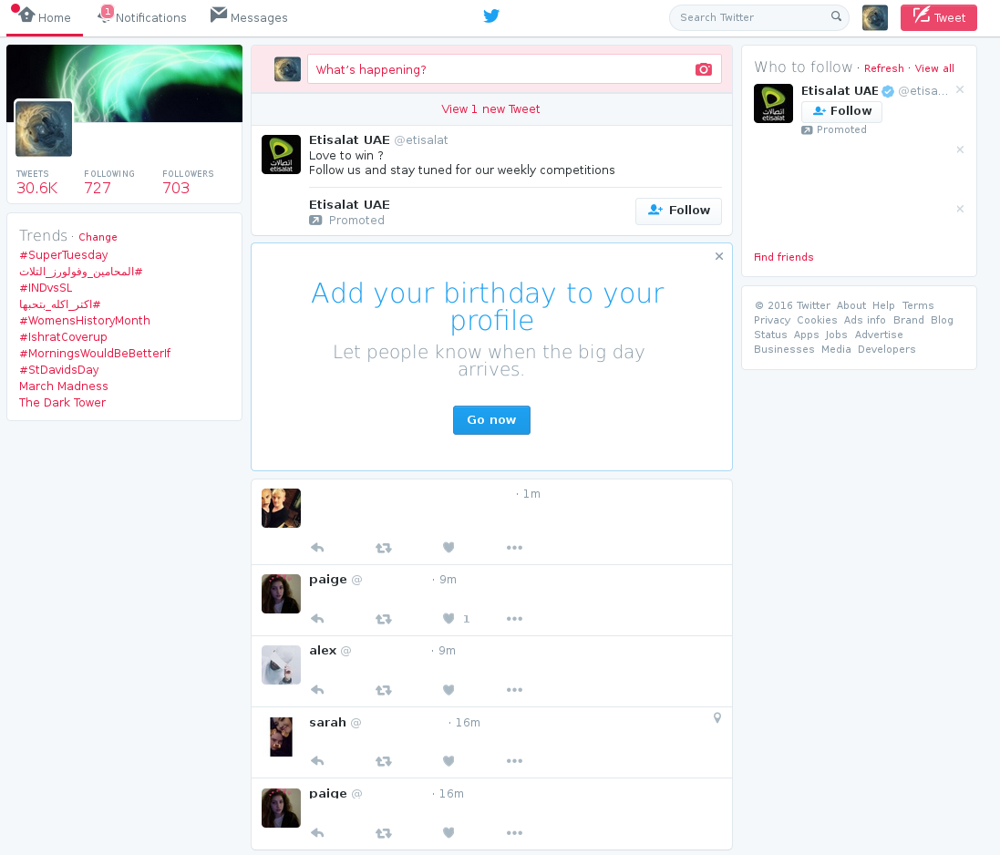 Home
1
Notifications
Messages
Search Twitter
Tweet
TWEETS
FOLLOWING
FOLLOWERS
30.6K
727
703
Trends · Change
#SuperTuesday
#المحامين_وفولورز_التلات
#INDvsSL
#اكتر_اكله_بتحبها
#WomensHistoryMonth
#IshratCoverup
#MorningsWouldBeBetterIf
#StDavidsDay
March Madness
The Dark Tower
What's happening?
View 1 new Tweet
Etisalat UAE @etisalat
Love to win ?
Follow us and stay tuned for our weekly competitions
Etisalat UAE
Promoted
Follow
اتصالات
etisalat
Add your birthday to your
profile
Let people know when the big day
arrives.
Go now
· 1m
paige @ · 9m
1
alex @ · 9m
sarah @ · 16m
paige @ · 16m
Who to follow · Refresh · View all
اتصالات
etisalat
Etisalat UAE @etisa...
Follow
Promoted
Find friends
© 2016 Twitter About Help Terms
Privacy Cookies Ads info Brand Blog
Status Apps Jobs Advertise
Businesses Media Developers